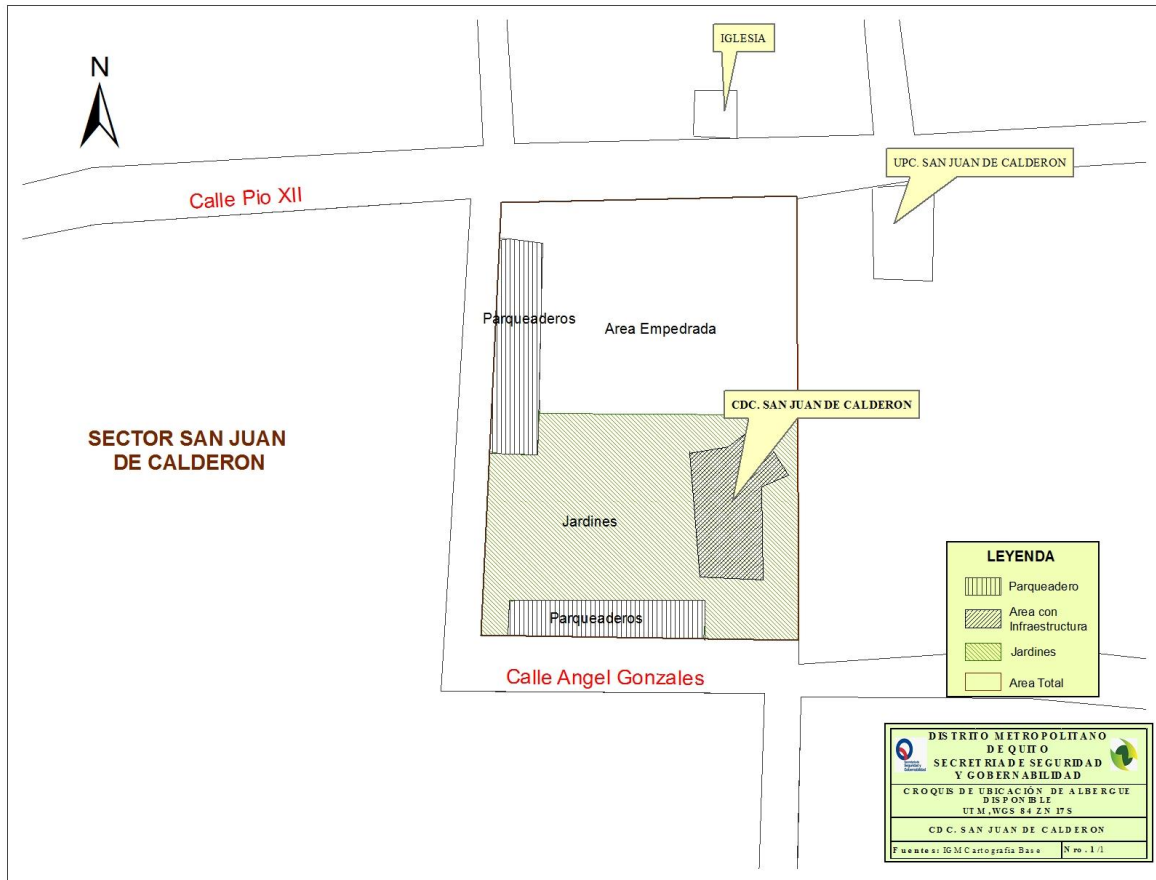 IGLESIA
N
UPC. SAN JUAN DE CALDERON
Calle Pio XII
Parqueaderos
Area Empedrada
CDC. SAN JUAN DE CALDERON
SECTOR SAN JUAN
DE CALDERON
Jardines
Parqueaderos
Calle Angel Gonzales
LEYENDA
Parqueadero
Area con
Infraestructura
Jardines
Area Total
DISTRITO METROPOLITANO
DE QUITO
SECRETRIA DE SEGURIDAD
Y GOBERNABILIDAD
CROQUIS DE UBICACIÓN DE ALBERGUE
DISPONIBLE
UTM ,WGS 84 ZN 17S
CDC. SAN JUAN DE CALDERON
Fuentes: IGM Cartografia Base
Nro. 1 /1